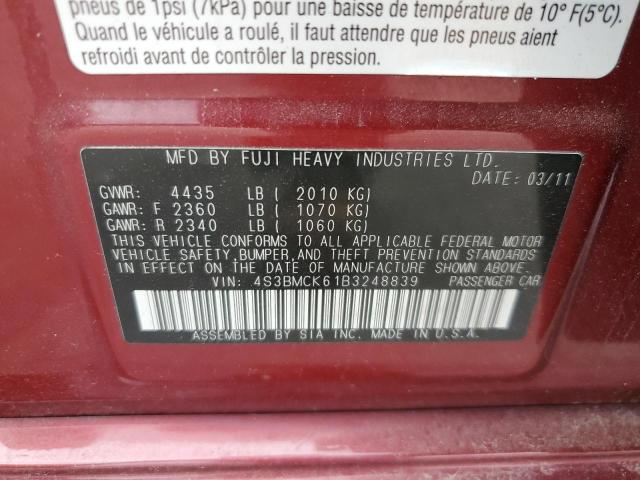 pneus de 1psi (7kPa) pour une baisse de température de 10° F(5°C).
Quand le véhicule a roulé, il faut attendre que les pneus aient
refroidi avant de contrôler la pression.
MFD BY FUJI HEAVY INDUSTRIES LTD.
DATE: 03/11
GVWR: 4435 LB ( 2010 KG)
GAWR: F 2360 LB ( 1070 KG)
GAWR: R 2340 LB ( 1060 KG)
THIS VEHICLE CONFORMS TO ALL APPLICABLE FEDERAL MOTOR
VEHICLE SAFETY,BUMPER,AND THEFT PREVENTION STANDARDS
IN EFFECT ON THE DATE OF MANUFACTURE SHOWN ABOVE.
VIN: 4S3BMCK61B3248839 PASSENGER CAR
ASSEMBLED BY SIA INC. MADE IN U.S.A.